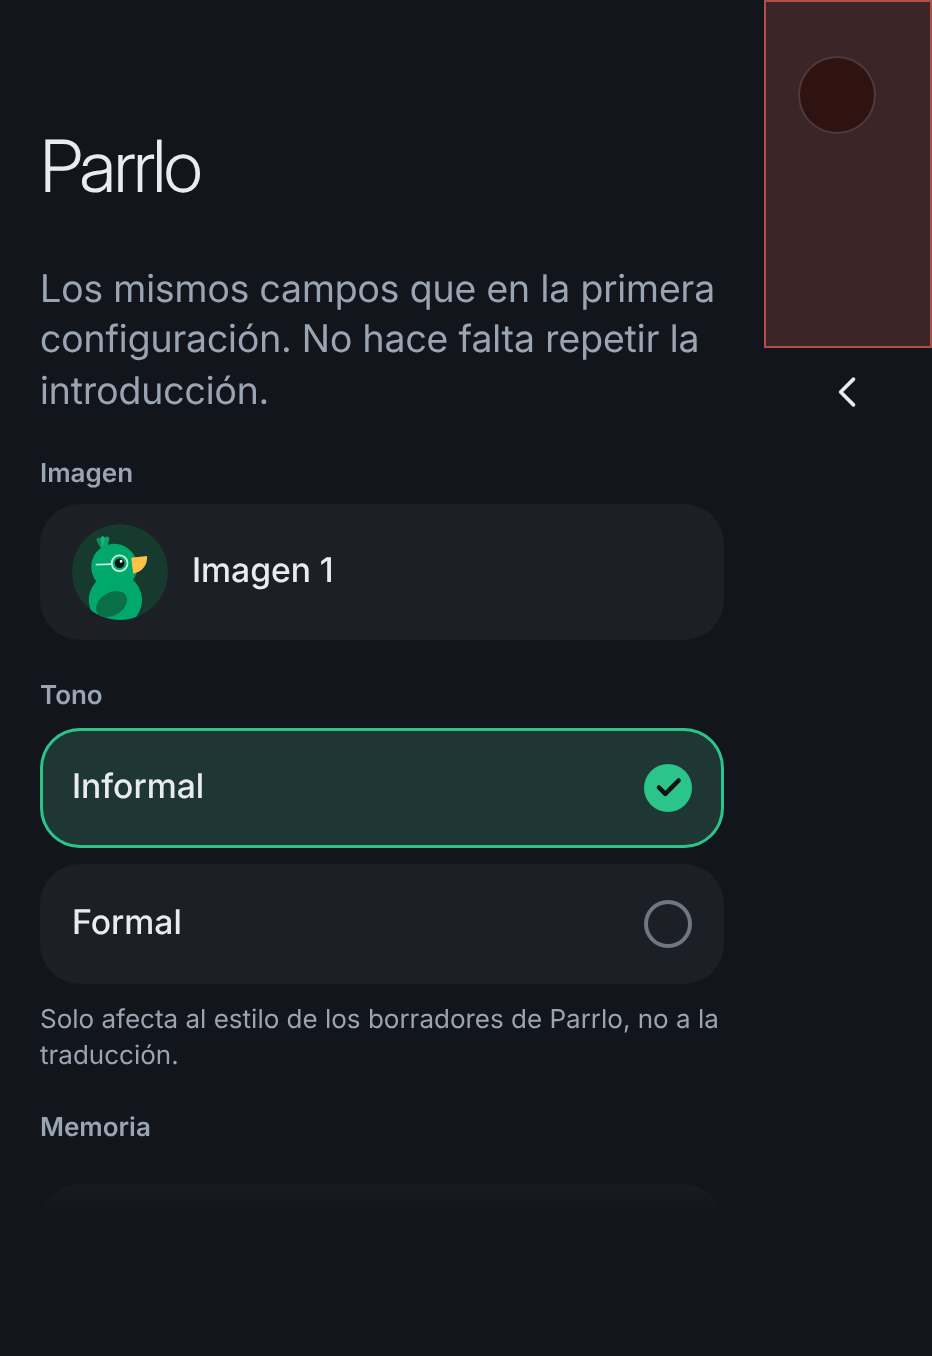 Parrlo
Los mismos campos que en la primera
configuración. No hace falta repetir la
introducción.
Imagen
Imagen 1
Tono
Informal
Formal
Solo afecta al estilo de los borradores de Parrlo, no a la
traducción.
Memoria